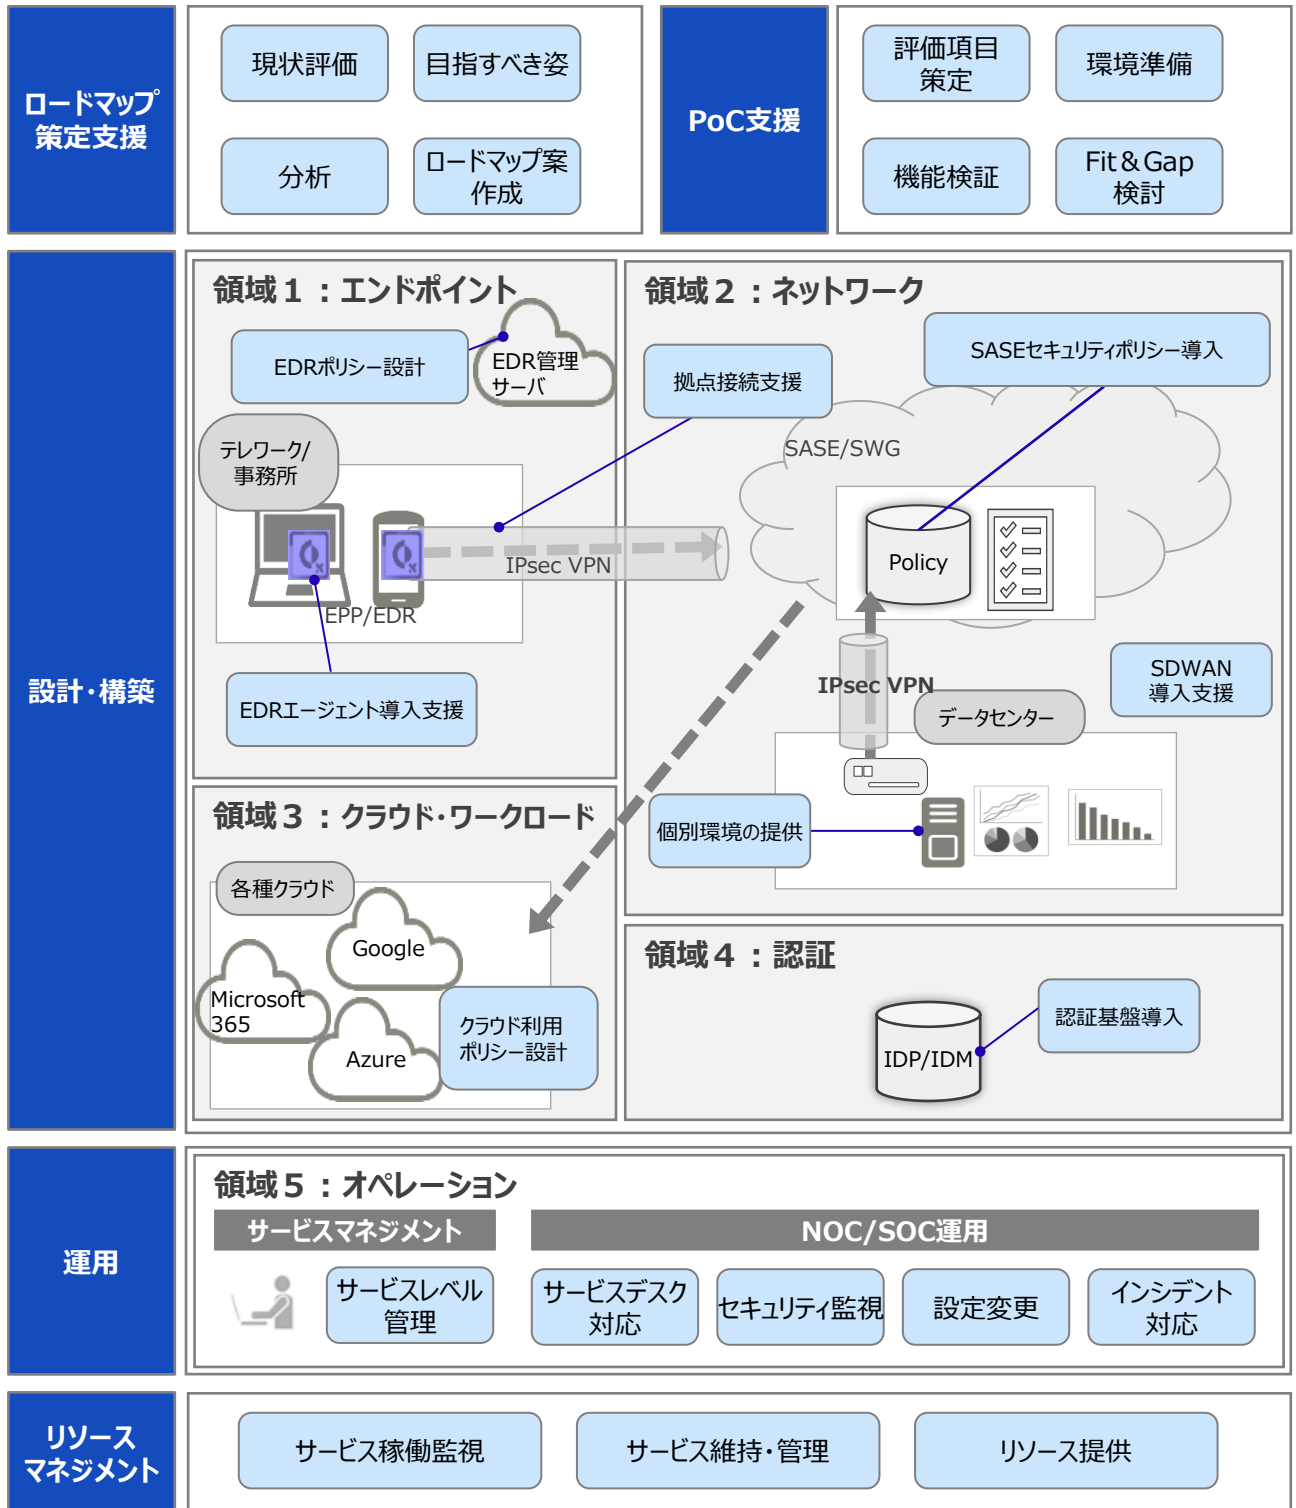 ロードマップ
策定支援
現状評価
目指すべき姿
分析
ロードマップ案
作成
PoC支援
評価項目
策定
環境準備
機能検証
Fit＆Gap
検討
設計・構築
領域１：エンドポイント
EDRポリシー設計
EDR管理
サーバ
テレワーク/
事務所
EPP/EDR
IPsec VPN
EDRエージェント導入支援
領域２：ネットワーク
拠点接続支援
SASEセキュリティポリシー導入
SASE/SWG
Policy
IPsec VPN
SDWAN
導入支援
データセンター
個別環境の提供
領域３：クラウド・ワークロード
各種クラウド
Google
Microsoft
365
Azure
クラウド利用
ポリシー設計
領域４：認証
IDP/IDM
認証基盤導入
運用
領域５：オペレーション
サービスマネジメント
NOC/SOC運用
サービスレベル
管理
サービスデスク
対応
セキュリティ監視
設定変更
インシデント
対応
リソース
マネジメント
サービス稼働監視
サービス維持・管理
リソース提供